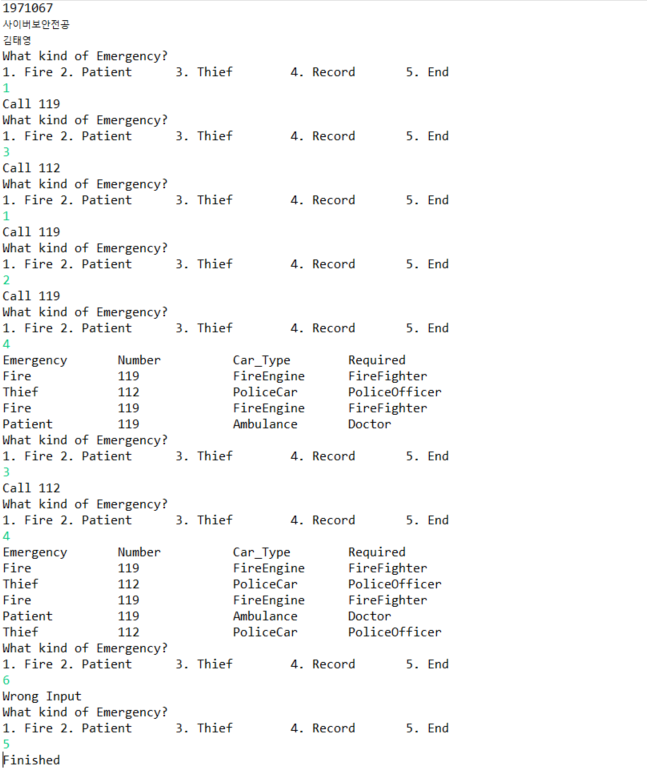 1971067
사이버보안전공
김태영
What kind of Emergency?
1. Fire 2. Patient 3. Thief 4. Record 5. End
1
Call 119
What kind of Emergency?
1. Fire 2. Patient 3. Thief 4. Record 5. End
3
Call 112
What kind of Emergency?
1. Fire 2. Patient 3. Thief 4. Record 5. End
1
Call 119
What kind of Emergency?
1. Fire 2. Patient 3. Thief 4. Record 5. End
2
Call 119
What kind of Emergency?
1. Fire 2. Patient 3. Thief 4. Record 5. End
4
Emergency Number Car_Type Required
Fire 119 FireEngine FireFighter
Thief 112 PoliceCar PoliceOfficer
Fire 119 FireEngine FireFighter
Patient 119 Ambulance Doctor
What kind of Emergency?
1. Fire 2. Patient 3. Thief 4. Record 5. End
3
Call 112
What kind of Emergency?
1. Fire 2. Patient 3. Thief 4. Record 5. End
4
Emergency Number Car_Type Required
Fire 119 FireEngine FireFighter
Thief 112 PoliceCar PoliceOfficer
Fire 119 FireEngine FireFighter
Patient 119 Ambulance Doctor
Thief 112 PoliceCar PoliceOfficer
What kind of Emergency?
1. Fire 2. Patient 3. Thief 4. Record 5. End
6
Wrong Input
What kind of Emergency?
1. Fire 2. Patient 3. Thief 4. Record 5. End
5
Finished